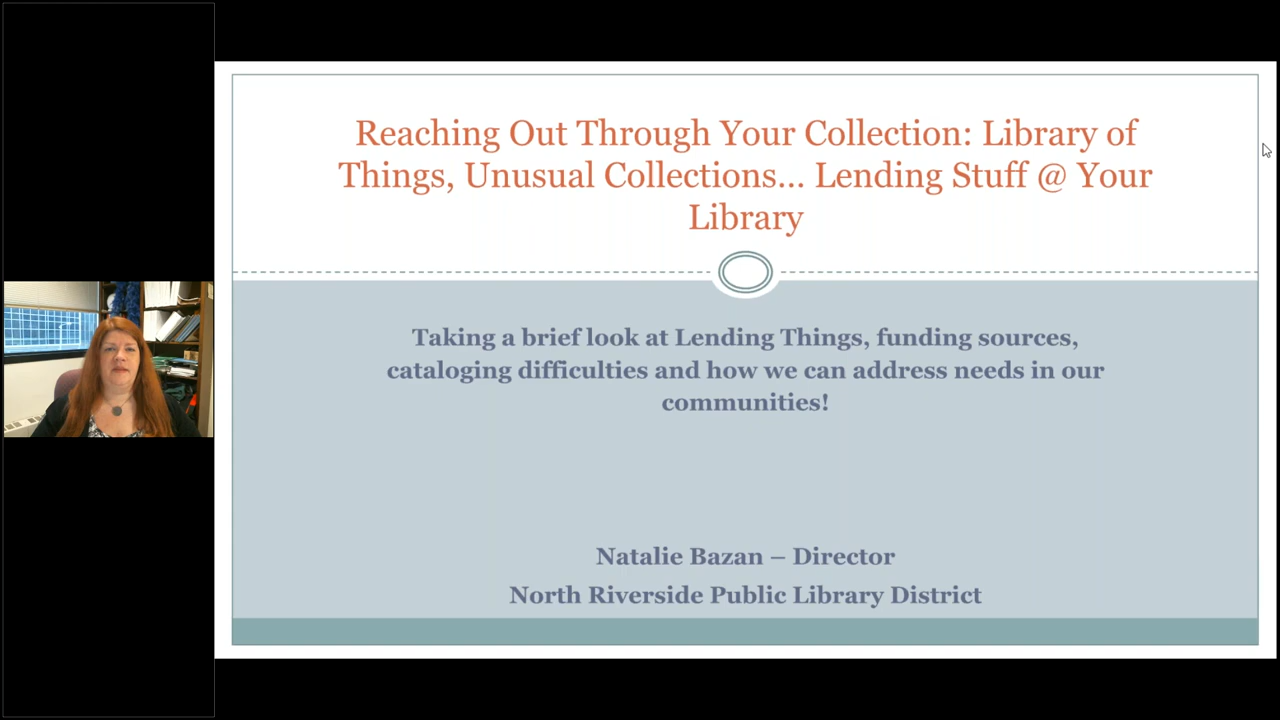 Reaching Out Through Your Collection: Library of
Things, Unusual Collections... Lending Stuff @ Your
Library
Taking a brief look at Lending Things, funding sources,
cataloging difficulties and how we can address needs in our
communities!
Natalie Bazan – Director
North Riverside Public Library District